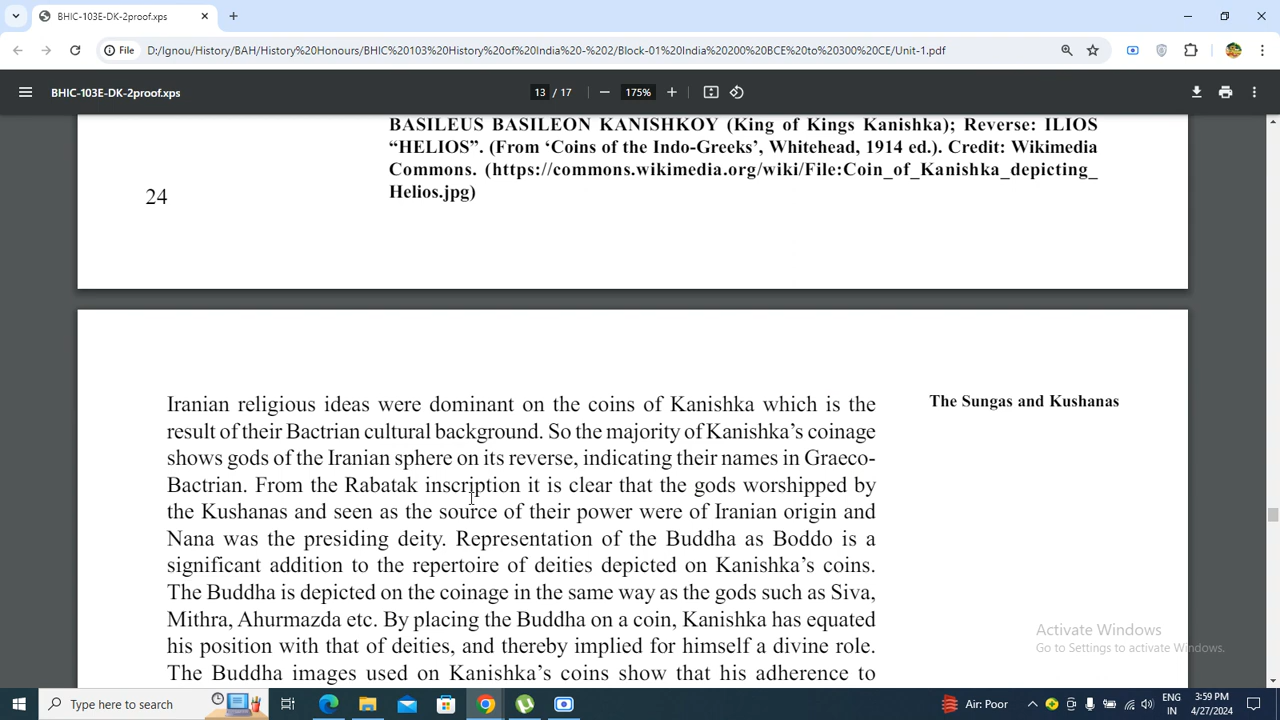 BHIC-103E-DK-2proof.xps
File
D:/Ignou/History/BAH/History%20Honours/BHIC%20103%20History%20of%20India%20-%202/Block-01%20India%20200%20BCE%20to%20300%20CE/Unit-1.pdf
BHIC-103E-DK-2proof.xps
13 / 17
175%
BASILEUS BASILEON KANISHKOY (King of Kings Kanishka); Reverse: ILIOS
“HELIOS”. (From ‘Coins of the Indo-Greeks’, Whitehead, 1914 ed.). Credit: Wikimedia
Commons. (https://commons.wikimedia.org/wiki/File:Coin_of_Kanishka_depicting_
Helios.jpg)
24
The Sungas and Kushanas
Iranian religious ideas were dominant on the coins of Kanishka which is the
result of their Bactrian cultural background. So the majority of Kanishka’s coinage
shows gods of the Iranian sphere on its reverse, indicating their names in Graeco-
Bactrian. From the Rabatak inscription it is clear that the gods worshipped by
the Kushanas and seen as the source of their power were of Iranian origin and
Nana was the presiding deity. Representation of the Buddha as Boddo is a
significant addition to the repertoire of deities depicted on Kanishka’s coins.
The Buddha is depicted on the coinage in the same way as the gods such as Siva,
Mithra, Ahurmazda etc. By placing the Buddha on a coin, Kanishka has equated
his position with that of deities, and thereby implied for himself a divine role.
The Buddha images used on Kanishka’s coins show that his adherence to
Activate Windows
Go to Settings to activate Windows.
Type here to search
Air: Poor
ENG
IN
3:59 PM
4/27/2024